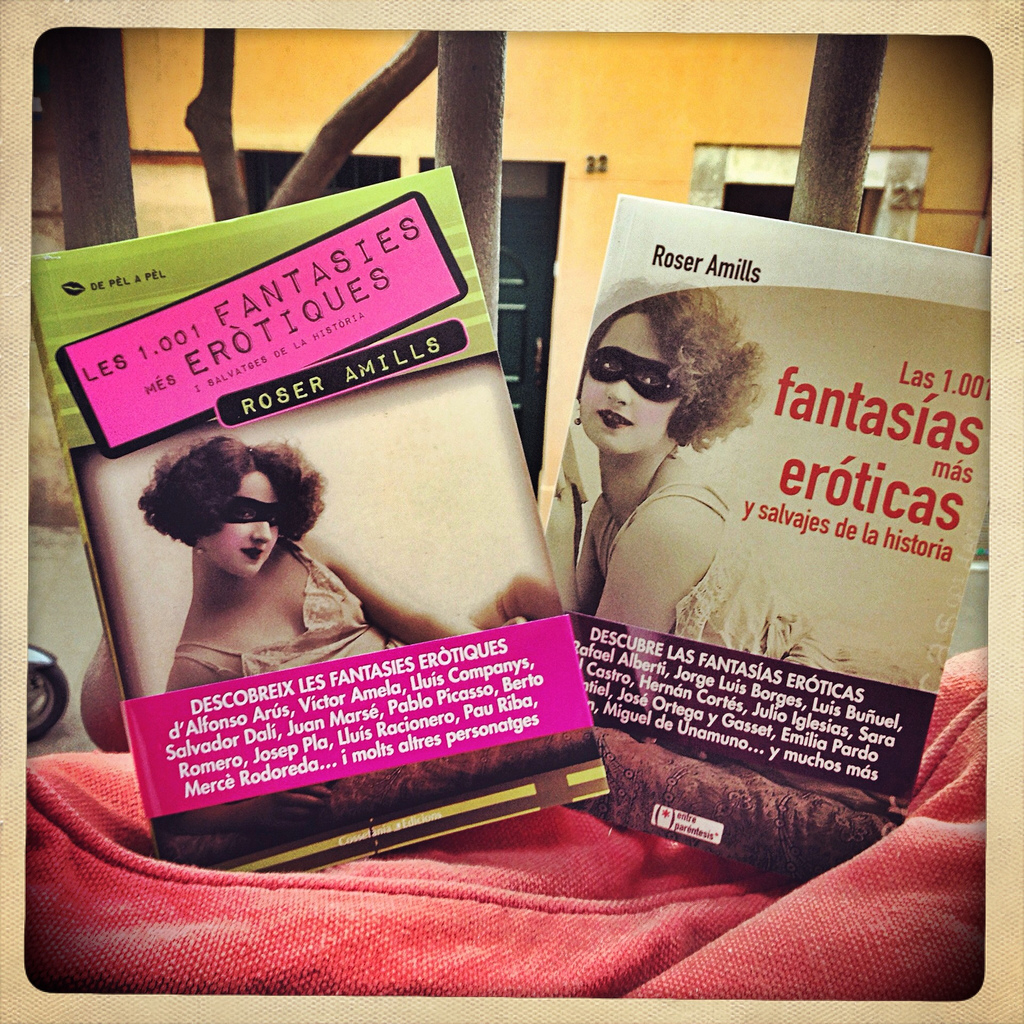 DE PÈL A PÈL
LES 1.001 FANTASIES
MÉS ERÒTIQUES
I SALVATGES DE LA HISTÒRIA
ROSER AMILLS
DESCOBREIX LES FANTASIES ERÒTIQUES
d'Alfonso Arús, Víctor Amela, Lluís Companys,
Salvador Dalí, Juan Marsé, Pablo Picasso, Berto
Romero, Josep Pla, Lluís Racionero, Pau Riba,
Mercè Rodoreda... i molts altres personatges
Cossetània Edicions
Roser Amills
Las 1.001
fantasías
más
eróticas
y salvajes de la historia
DESCUBRE LAS FANTASÍAS ERÓTICAS
Rafael Alberti, Jorge Luis Borges, Luis Buñuel,
Castro, Hernán Cortés, Julio Iglesias, Sara
José Ortega y Gasset, Emilia Pardo
Miguel de Unamuno... y muchos más
(*) entre
paréntesis